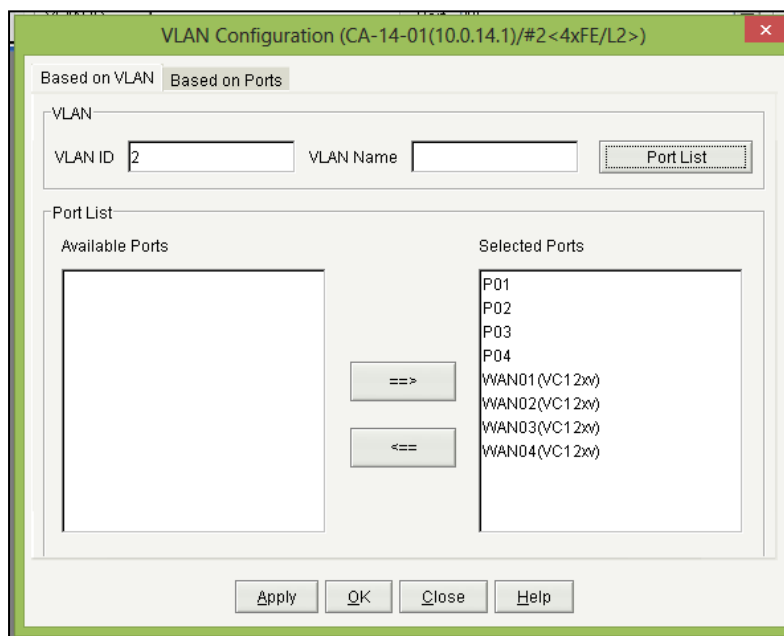 VLAN Configuration (CA-14-01(10.0.14.1)/#2<4xFE/L2>)
Based on VLAN Based on Ports
VLAN
VLAN ID 2 VLAN Name Port List
Port List
Available Ports Selected Ports
P01
P02
P03
P04
WAN01(VC12xv)
WAN02(VC12xv)
WAN03(VC12xv)
WAN04(VC12xv)
==>
<==
Apply OK Close Help